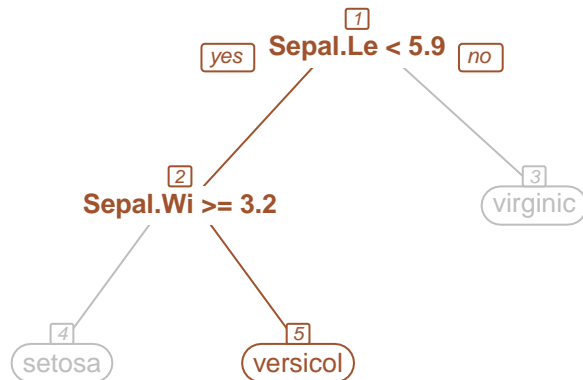 1
Sepal.Le < 5.9
yes
no
2
Sepal.Wi >= 3.2
3
virginic
4
setosa
5
versicol